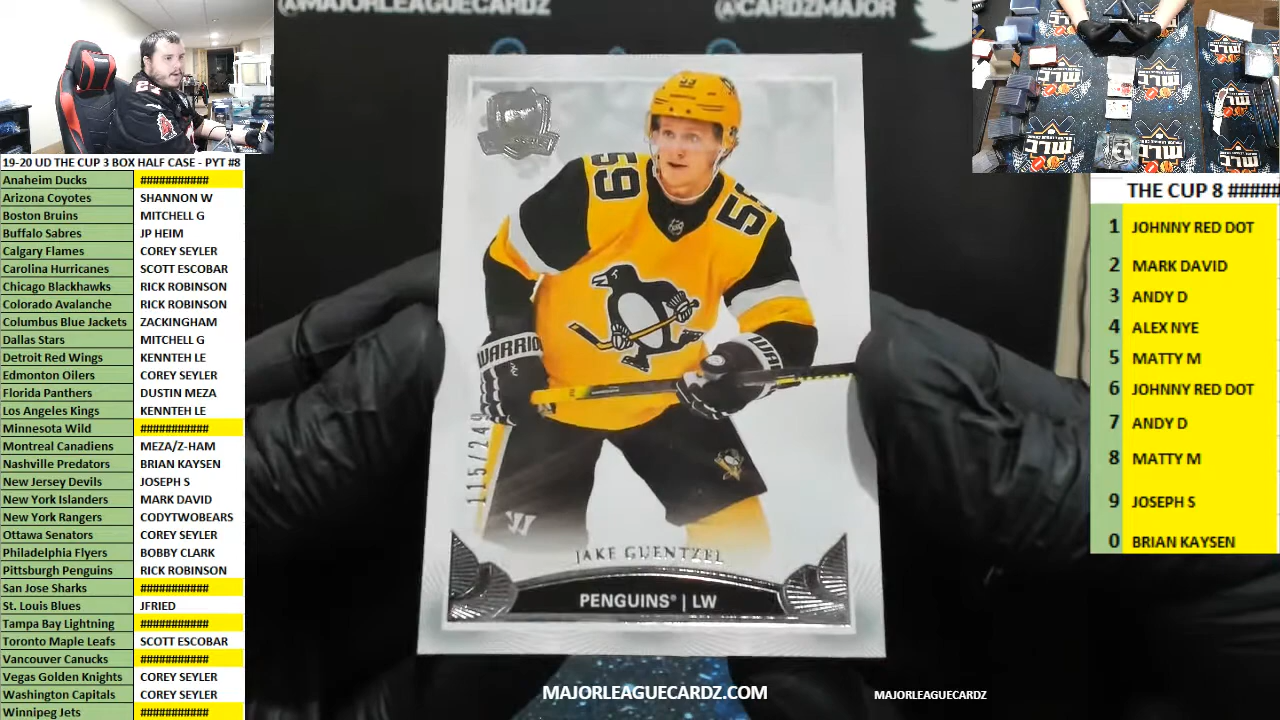 @MAJORLEAGUECARDZ
@CARDZMAJOR
19-20 UD THE CUP 3 BOX HALF CASE - PYT #8
Anaheim Ducks ###########
Arizona Coyotes SHANNON W
Boston Bruins MITCHELL G
Buffalo Sabres JP HEIM
Calgary Flames COREY SEYLER
Carolina Hurricanes SCOTT ESCOBAR
Chicago Blackhawks RICK ROBINSON
Colorado Avalanche RICK ROBINSON
Columbus Blue Jackets ZACKINGHAM
Dallas Stars MITCHELL G
Detroit Red Wings KENNTEH LE
Edmonton Oilers COREY SEYLER
Florida Panthers DUSTIN MEZA
Los Angeles Kings KENNTEH LE
Minnesota Wild ###########
Montreal Canadiens MEZA/Z-HAM
Nashville Predators BRIAN KAYSEN
New Jersey Devils JOSEPH S
New York Islanders MARK DAVID
New York Rangers CODYTWOBEARS
Ottawa Senators COREY SEYLER
Philadelphia Flyers BOBBY CLARK
Pittsburgh Penguins RICK ROBINSON
San Jose Sharks ###########
St. Louis Blues JFRIED
Tampa Bay Lightning ###########
Toronto Maple Leafs SCOTT ESCOBAR
Vancouver Canucks ###########
Vegas Golden Knights COREY SEYLER
Washington Capitals COREY SEYLER
Winnipeg Jets ###########
THE CUP
59
59
WARRIO
115/249
JAKE GUENTZEL
PENGUINS® | LW
MAJORLEAGUECARDZ.COM
MAJORLEAGUECARDZ
THE CUP 8 #####
1 JOHNNY RED DOT
2 MARK DAVID
3 ANDY D
4 ALEX NYE
5 MATTY M
6 JOHNNY RED DOT
7 ANDY D
8 MATTY M
9 JOSEPH S
0 BRIAN KAYSEN